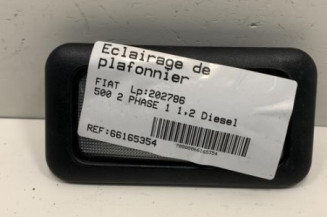 Eclairage de
plafonnier
FIAT Lp:202786
500 2 PHASE 1 1,2 Diesel
REF:66165354